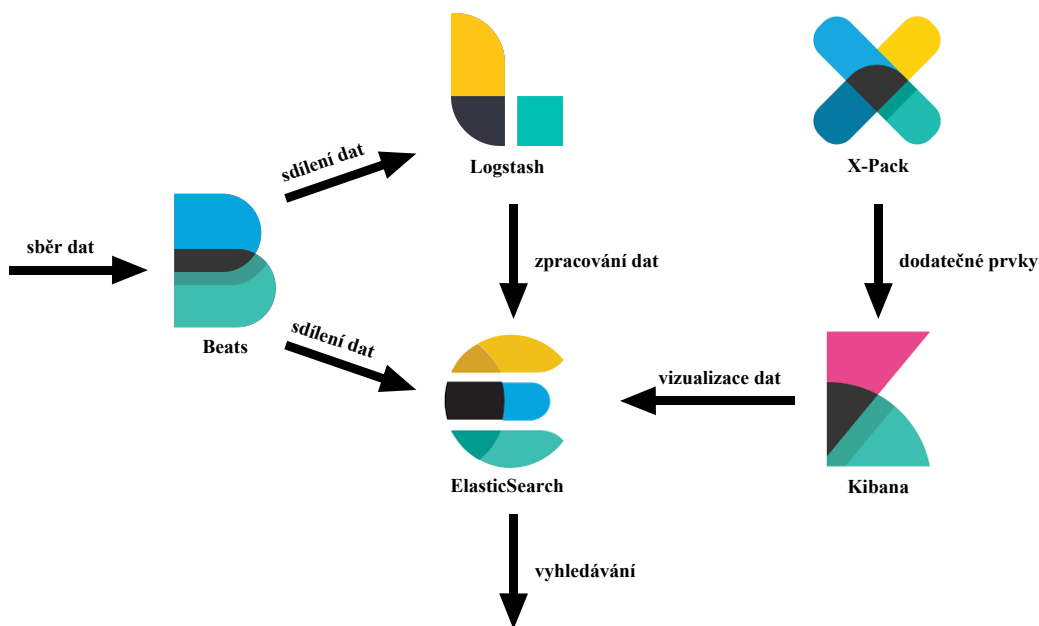 sdílení dat
Logstash
X-Pack
sběr dat
zpracování dat
dodatečné prvky
Beats
sdílení dat
vizualizace dat
ElasticSearch
Kibana
vyhledávání